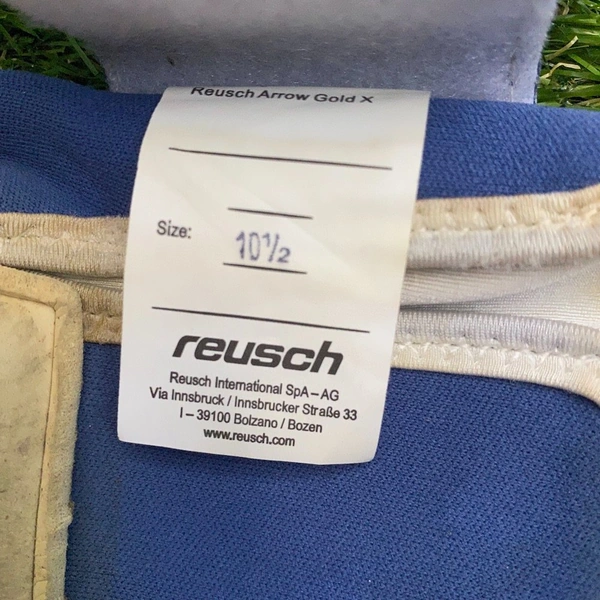 Reusch Arrow Gold X
Size: 10½
reusch
Reusch International SpA – AG
Via Innsbruck / Innsbrucker Straße 33
I – 39100 Bolzano / Bozen
www.reusch.com